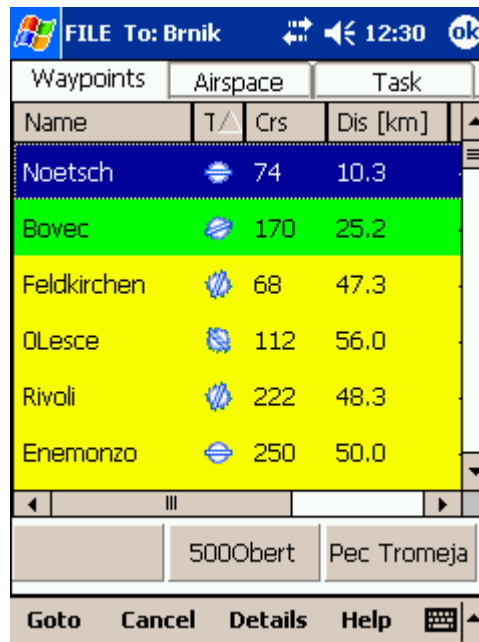 FILE To: Brnik 12:30 ok
Waypoints Airspace Task
Name T Crs Dis [km]
Noetsch 74 10.3
Bovec 170 25.2
Feldkirchen 68 47.3
0Lesce 112 56.0
Rivoli 222 48.3
Enemonzo 250 50.0
500Obert Pec Tromeja
Goto Cancel Details Help